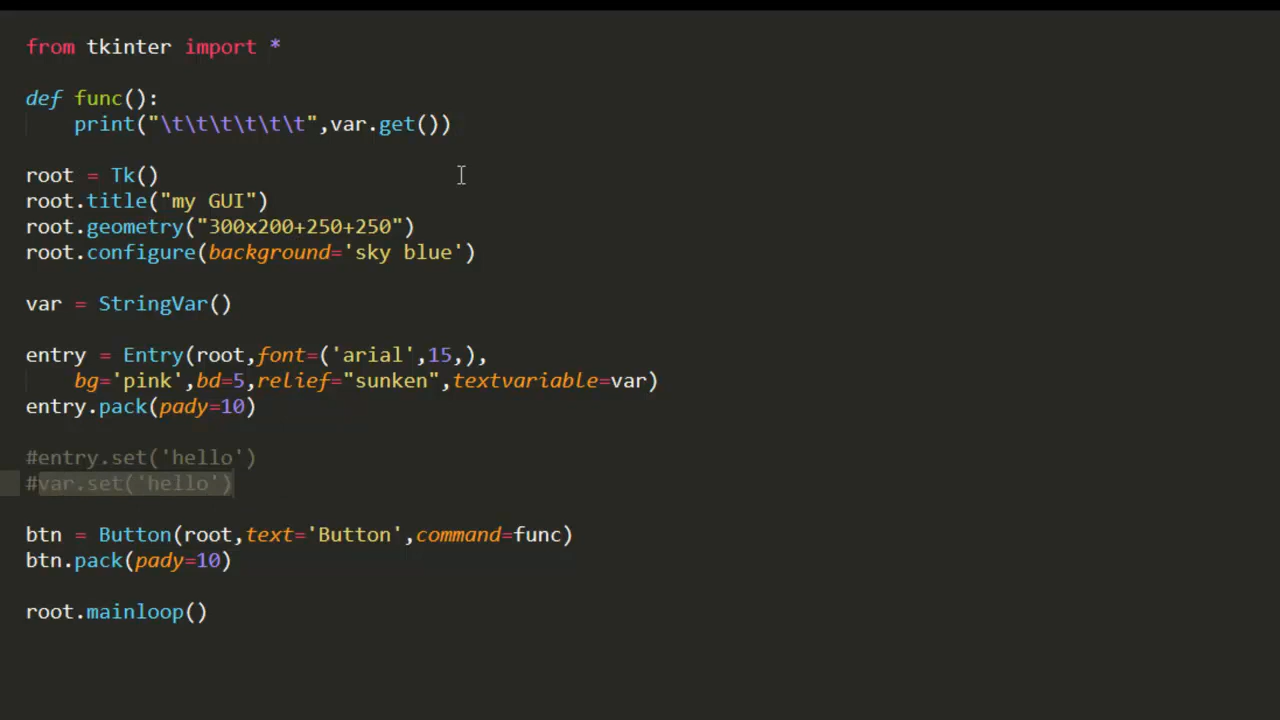 from tkinter import *
def func():
    print("\t\t\t\t\t\t",var.get())
root = Tk()
root.title("my GUI")
root.geometry("300x200+250+250")
root.configure(background='sky blue')
var = StringVar()
entry = Entry(root,font=('arial',15,),
    bg='pink',bd=5,relief="sunken",textvariable=var)
entry.pack(pady=10)
#entry.set('hello')
#var.set('hello')
btn = Button(root,text='Button',command=func)
btn.pack(pady=10)
root.mainloop()